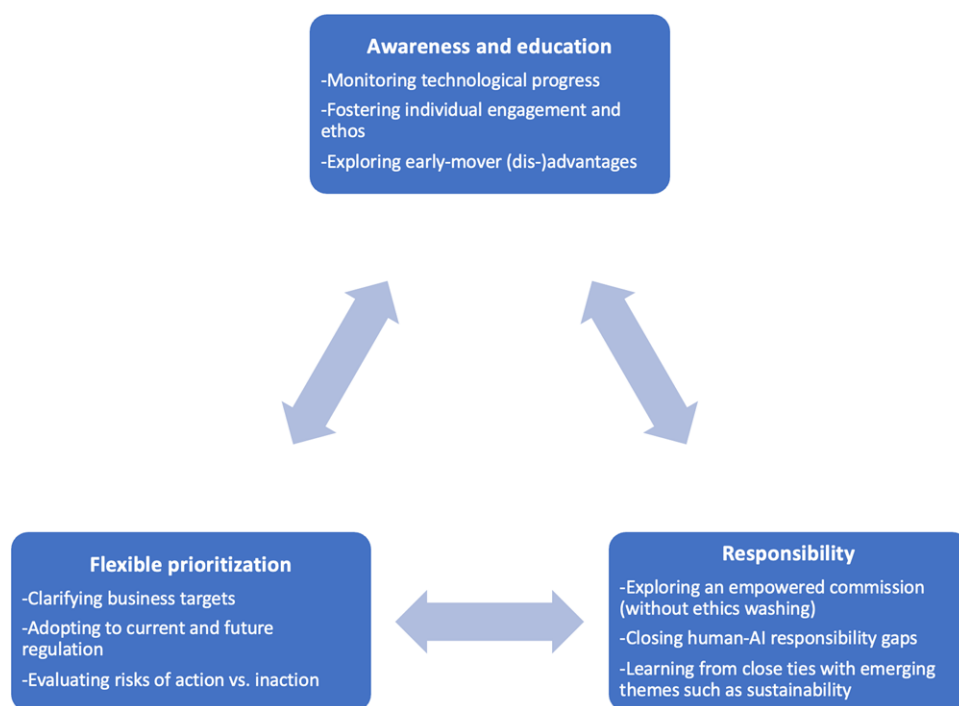 Awareness and education
-Monitoring technological progress
-Fostering individual engagement and
ethos
-Exploring early-mover (dis-)advantages
Flexible prioritization
-Clarifying business targets
-Adopting to current and future
regulation
-Evaluating risks of action vs. inaction
Responsibility
-Exploring an empowered commission
(without ethics washing)
-Closing human-AI responsibility gaps
-Learning from close ties with emerging
themes such as sustainability